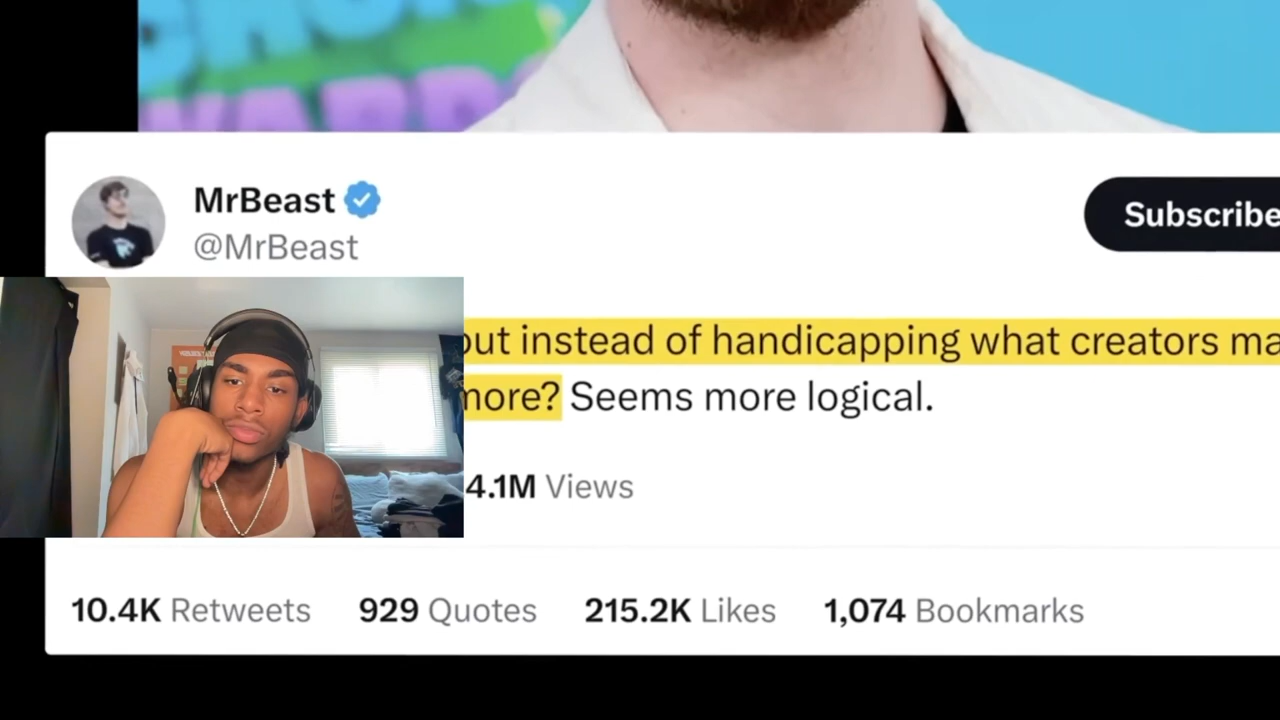 MrBeast
@MrBeast
Subscribe
but instead of handicapping what creators ma
more? Seems more logical.
4.1M Views
10.4K Retweets 929 Quotes 215.2K Likes 1,074 Bookmarks